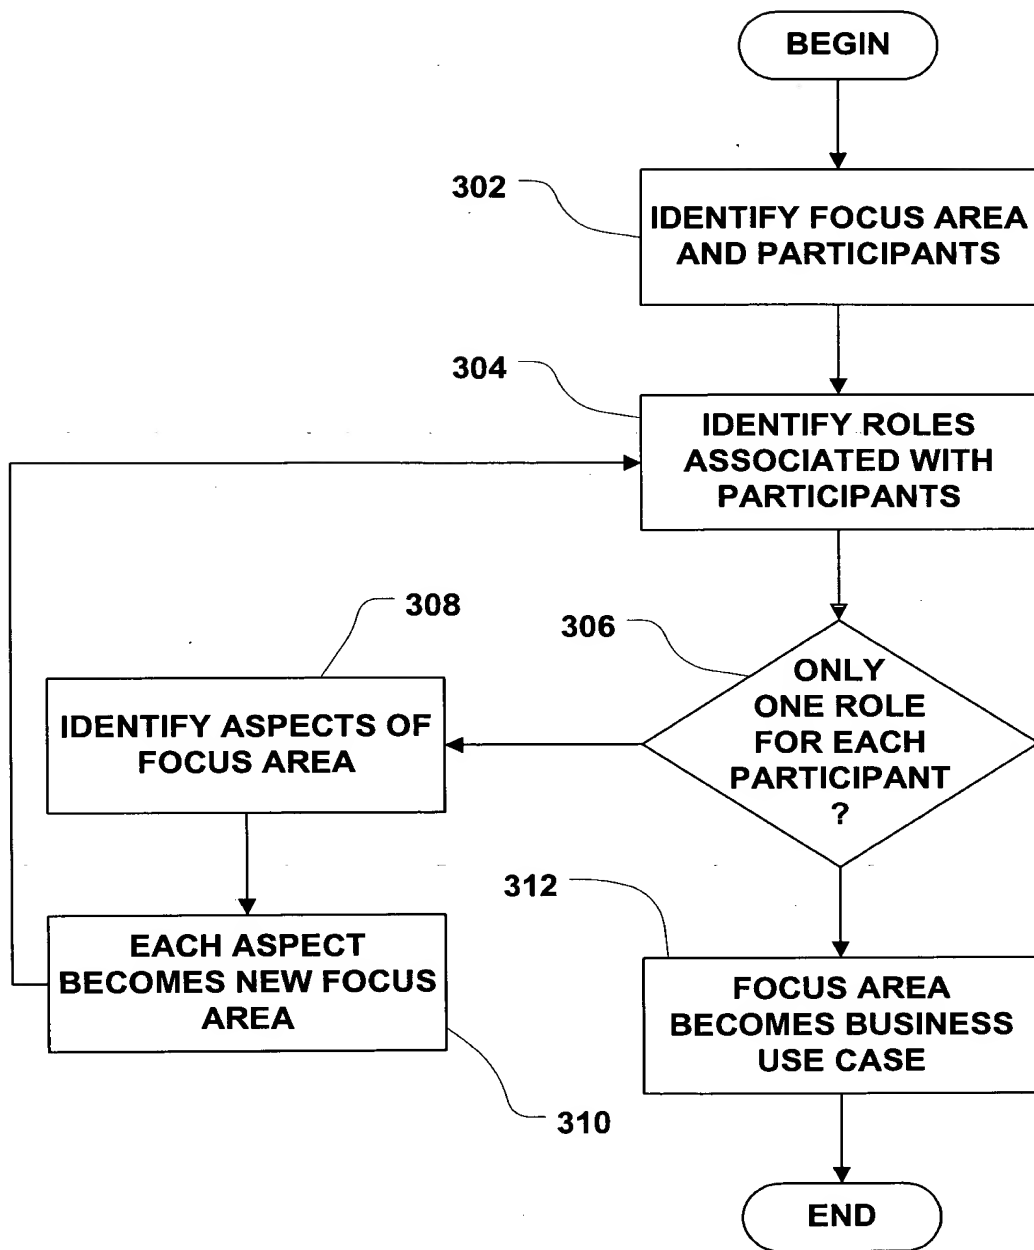 BEGIN
302
IDENTIFY FOCUS AREA
AND PARTICIPANTS
304
IDENTIFY ROLES
ASSOCIATED WITH
PARTICIPANTS
306
ONLY
ONE ROLE
FOR EACH
PARTICIPANT
?
308
IDENTIFY ASPECTS OF
FOCUS AREA
310
EACH ASPECT
BECOMES NEW FOCUS
AREA
312
FOCUS AREA
BECOMES BUSINESS
USE CASE
END